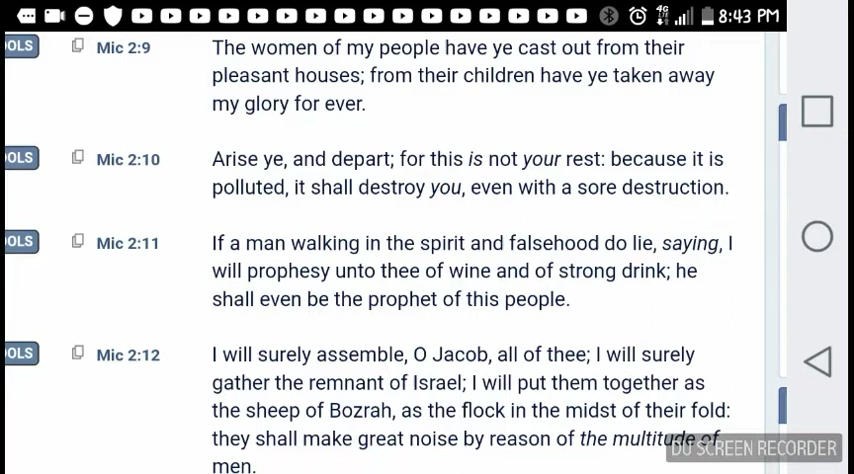 4G
LTE
8:43 PM
OLS Mic 2:9 The women of my people have ye cast out from their
pleasant houses; from their children have ye taken away
my glory for ever.
OLS Mic 2:10 Arise ye, and depart; for this is not your rest: because it is
polluted, it shall destroy you, even with a sore destruction.
OLS Mic 2:11 If a man walking in the spirit and falsehood do lie, saying, I
will prophesy unto thee of wine and of strong drink; he
shall even be the prophet of this people.
OLS Mic 2:12 I will surely assemble, O Jacob, all of thee; I will surely
gather the remnant of Israel; I will put them together as
the sheep of Bozrah, as the flock in the midst of their fold:
they shall make great noise by reason of the multitude of
men.
DU SCREEN RECORDER